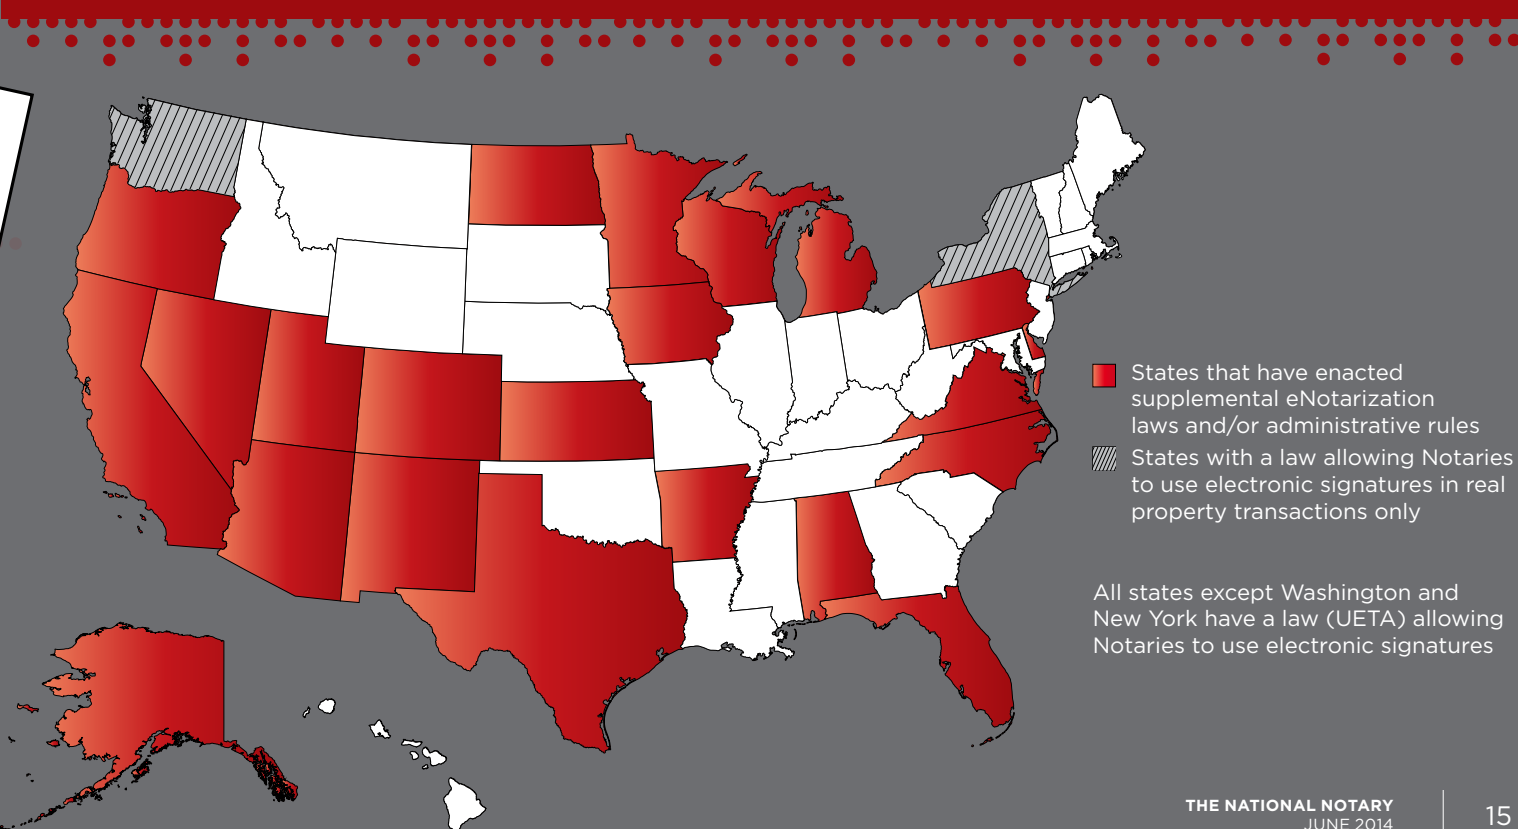 States that have enacted
supplemental eNotarization
laws and/or administrative rules
States with a law allowing Notaries
to use electronic signatures in real
property transactions only
All states except Washington and
New York have a law (UETA) allowing
Notaries to use electronic signatures
THE NATIONAL NOTARY
JUNE 2014
15